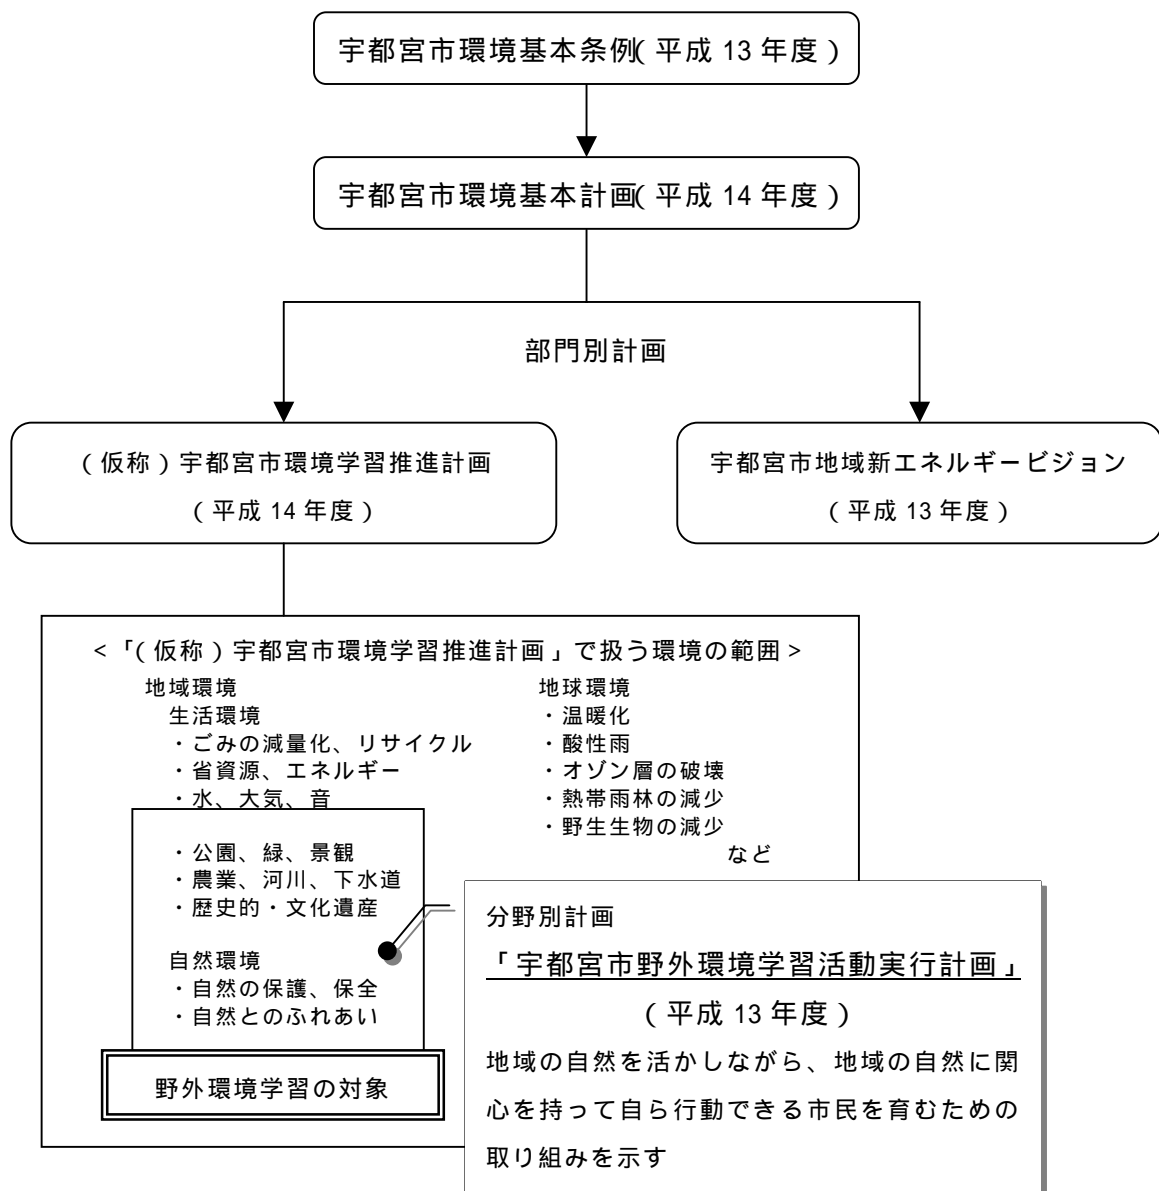 宇都宮市環境基本条例(平成 13 年度)
宇都宮市環境基本計画(平成 14 年度)
部門別計画
(仮称)宇都宮市環境学習推進計画
(平成 14 年度)
宇都宮市地域新エネルギービジョン
(平成 13 年度)
<「(仮称)宇都宮市環境学習推進計画」で扱う環境の範囲>
地域環境
生活環境
・ごみの減量化、リサイクル
・省資源、エネルギー
・水、大気、音
・公園、緑、景観
・農業、河川、下水道
・歴史的・文化遺産
自然環境
・自然の保護、保全
・自然とのふれあい
野外環境学習の対象
地球環境
・温暖化
・酸性雨
・オゾン層の破壊
・熱帯雨林の減少
・野生生物の減少
など
分野別計画
「宇都宮市野外環境学習活動実行計画」
(平成 13 年度)
地域の自然を活かしながら、地域の自然に関
心を持って自ら行動できる市民を育むための
取り組みを示す